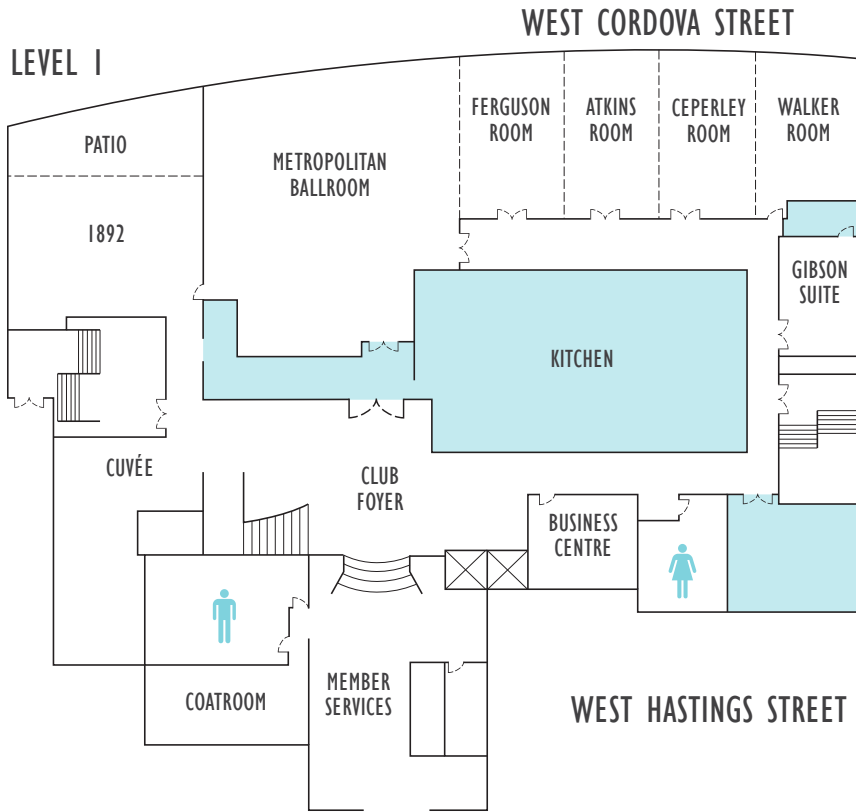 WEST CORDOVA STREET
LEVEL 1
PATIO
METROPOLITAN
BALLROOM
FERGUSON
ROOM
ATKINS
ROOM
CEPERLEY
ROOM
WALKER
ROOM
1892
GIBSON
SUITE
KITCHEN
CUVÉE
CLUB
FOYER
BUSINESS
CENTRE
COATROOM
MEMBER
SERVICES
WEST HASTINGS STREET